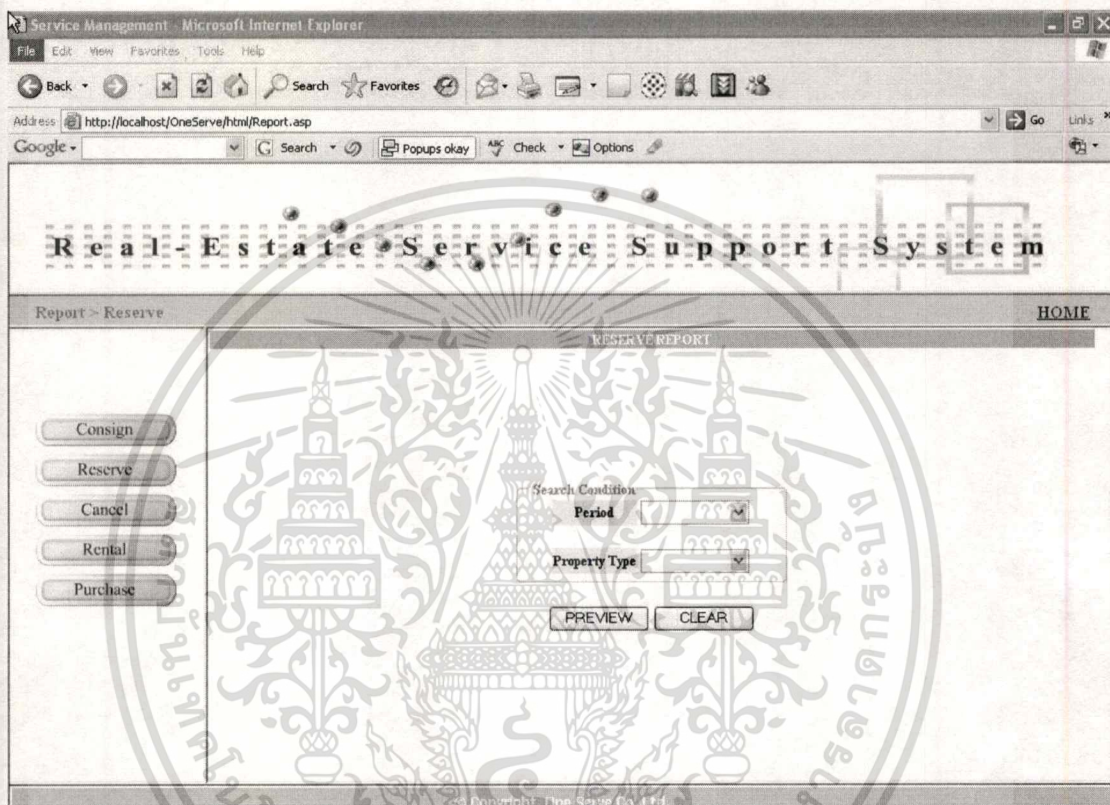 Service Management - Microsoft Internet Explorer
File Edit View Favorites Tools Help
Back Search Favorites
Address http://localhost/OneServe/html/Report.asp Go Links »
Google Search Popups okay ABC Check Options
Real-Estate Service Support System
Report > Reserve HOME
RESERVE REPORT
Consign
Reserve
Cancel
Rental
Purchase
Search Condition
Period
Property Type
PREVIEW CLEAR
Copyright One Serve Co.,Ltd.